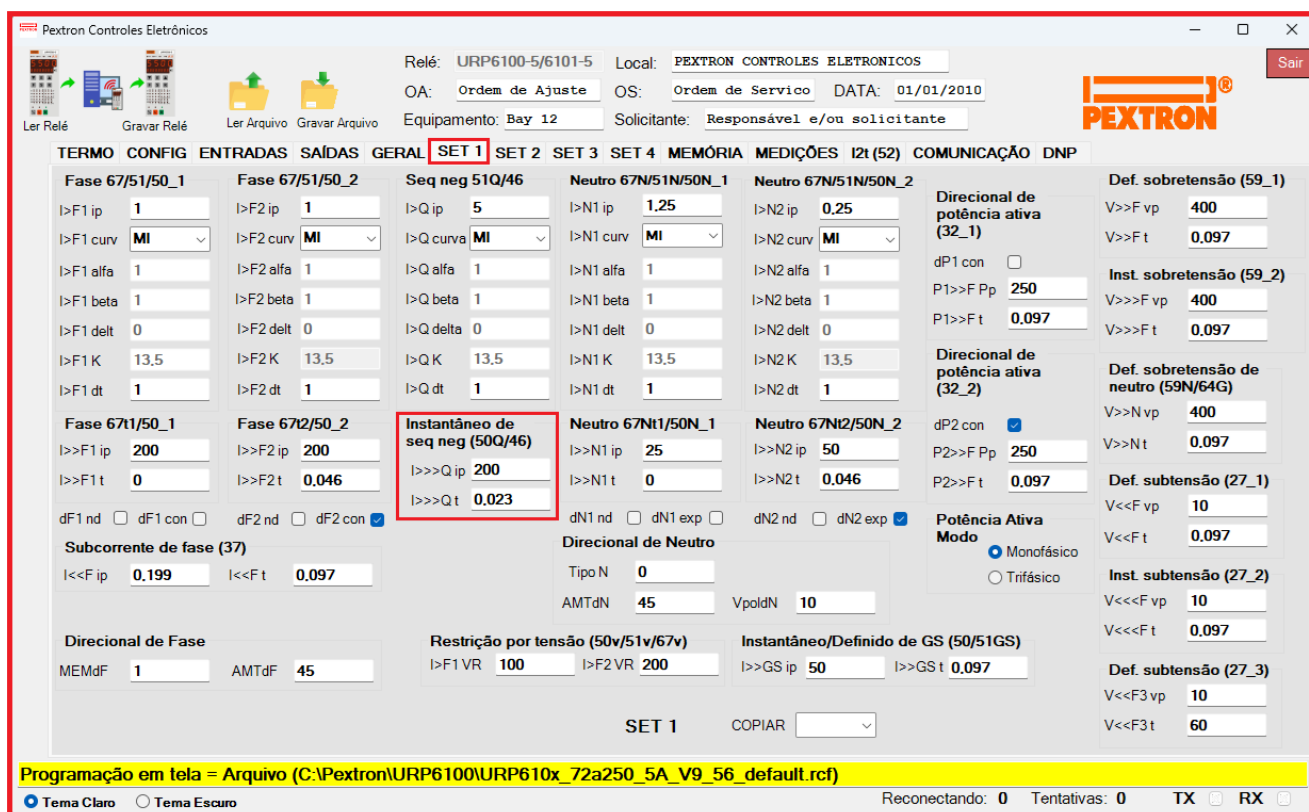 Pextron Controles Eletrônicos
Relé: URP6100-5/6101-5 Local: PEXTRON CONTROLES ELETRONICOS
Sair
OA: Ordem de Ajuste OS: Ordem de Servico DATA: 01/01/2010
Equipamento: Bay 12 Solicitante: Responsável e/ou solicitante
Ler Relé Gravar Relé Ler Arquivo Gravar Arquivo
PEXTRON®
TERMO CONFIG ENTRADAS SAÍDAS GERAL SET 1 SET 2 SET 3 SET 4 MEMÓRIA MEDIÇÕES I2t (52) COMUNICAÇÃO DNP
Fase 67/51/50_1
I>F1 ip 1
I>F1 curv MI
I>F1 alfa 1
I>F1 beta 1
I>F1 delt 0
I>F1 K 13,5
I>F1 dt 1
Fase 67/51/50_2
I>F2 ip 1
I>F2 curv MI
I>F2 alfa 1
I>F2 beta 1
I>F2 delt 0
I>F2 K 13,5
I>F2 dt 1
Seq neg 51Q/46
I>Q ip 5
I>Q curva MI
I>Q alfa 1
I>Q beta 1
I>Q delta 0
I>Q K 13,5
I>Q dt 1
Neutro 67N/51N/50N_1
I>N1 ip 1,25
I>N1 curv MI
I>N1 alfa 1
I>N1 beta 1
I>N1 delt 0
I>N1 K 13,5
I>N1 dt 1
Neutro 67N/51N/50N_2
I>N2 ip 0,25
I>N2 curv MI
I>N2 alfa 1
I>N2 beta 1
I>N2 delt 0
I>N2 K 13,5
I>N2 dt 1
Direcional de
potência ativa
(32_1)
dP1 con
P1>>F Pp 250
P1>>F t 0,097
Direcional de
potência ativa
(32_2)
dP2 con
P2>>F Pp 250
P2>>F t 0,097
Potência Ativa
Modo
Monofásico
Trifásico
Def. sobretensão (59_1)
V>>F vp 400
V>>F t 0,097
Inst. sobretensão (59_2)
V>>>F vp 400
V>>>F t 0,097
Def. sobretensão de
neutro (59N/64G)
V>>N vp 400
V>>N t 0,097
Def. subtensão (27_1)
V<<F vp 10
V<<F t 0,097
Inst. subtensão (27_2)
V<<<F vp 10
V<<<F t 0,097
Def. subtensão (27_3)
V<<F3 vp 10
V<<F3 t 60
Fase 67t1/50_1
I>>F1 ip 200
I>>F1 t 0
dF1 nd dF1 con
Fase 67t2/50_2
I>>F2 ip 200
I>>F2 t 0,046
dF2 nd dF2 con
Instantâneo de
seq neg (50Q/46)
I>>>Q ip 200
I>>>Q t 0,023
Neutro 67Nt1/50N_1
I>>N1 ip 25
I>>N1 t 0
dN1 nd dN1 exp
Neutro 67Nt2/50N_2
I>>N2 ip 50
I>>N2 t 0,046
dN2 nd dN2 exp
Subcorrente de fase (37)
I<<F ip 0,199 I<<F t 0,097
Direcional de Neutro
Tipo N 0
AMTdN 45 VpoldN 10
Direcional de Fase
MEMdF 1 AMTdF 45
Restrição por tensão (50v/51v/67v)
I>F1 VR 100 I>F2 VR 200
Instantâneo/Definido de GS (50/51GS)
I>>GS ip 50 I>>GS t 0,097
SET 1 COPIAR
Programação em tela = Arquivo (C:\Pextron\URP6100\URP610x_72a250_5A_V9_56_default.rcf)
Tema Claro Tema Escuro Reconectando: 0 Tentativas: 0 TX RX